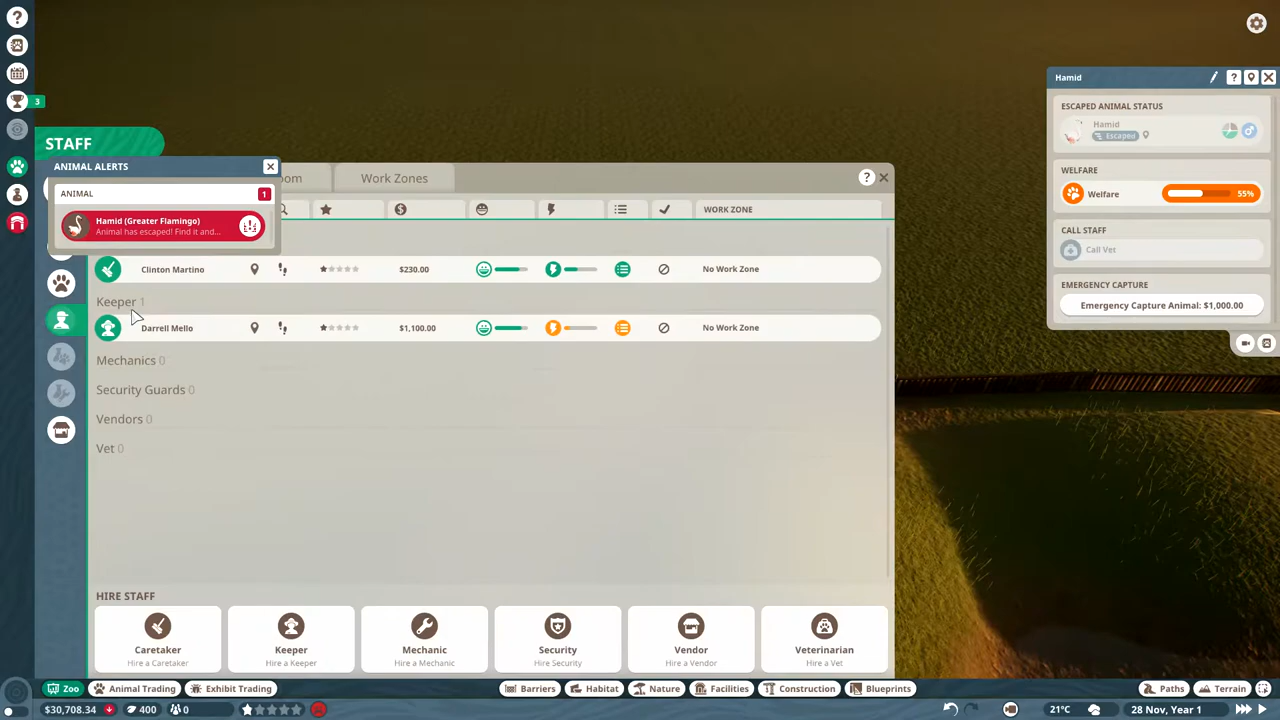 3
STAFF
ANIMAL ALERTS
ANIMAL 1
Hamid (Greater Flamingo)
Animal has escaped! Find it and...
oom
Work Zones
?
WORK ZONE
Clinton Martino $230.00 No Work Zone
Keeper 1
Darrell Mello $1,100.00 No Work Zone
Mechanics 0
Security Guards 0
Vendors 0
Vet 0
HIRE STAFF
Caretaker
Hire a Caretaker
Keeper
Hire a Keeper
Mechanic
Hire a Mechanic
Security
Hire Security
Vendor
Hire a Vendor
Veterinarian
Hire a Vet
Hamid
?
ESCAPED ANIMAL STATUS
Hamid
Escaped
WELFARE
Welfare 55%
CALL STAFF
Call Vet
EMERGENCY CAPTURE
Emergency Capture Animal: $1,000.00
Zoo Animal Trading Exhibit Trading Barriers Habitat Nature Facilities Construction Blueprints Paths Terrain
$30,708.34 400 0 21°C 28 Nov, Year 1